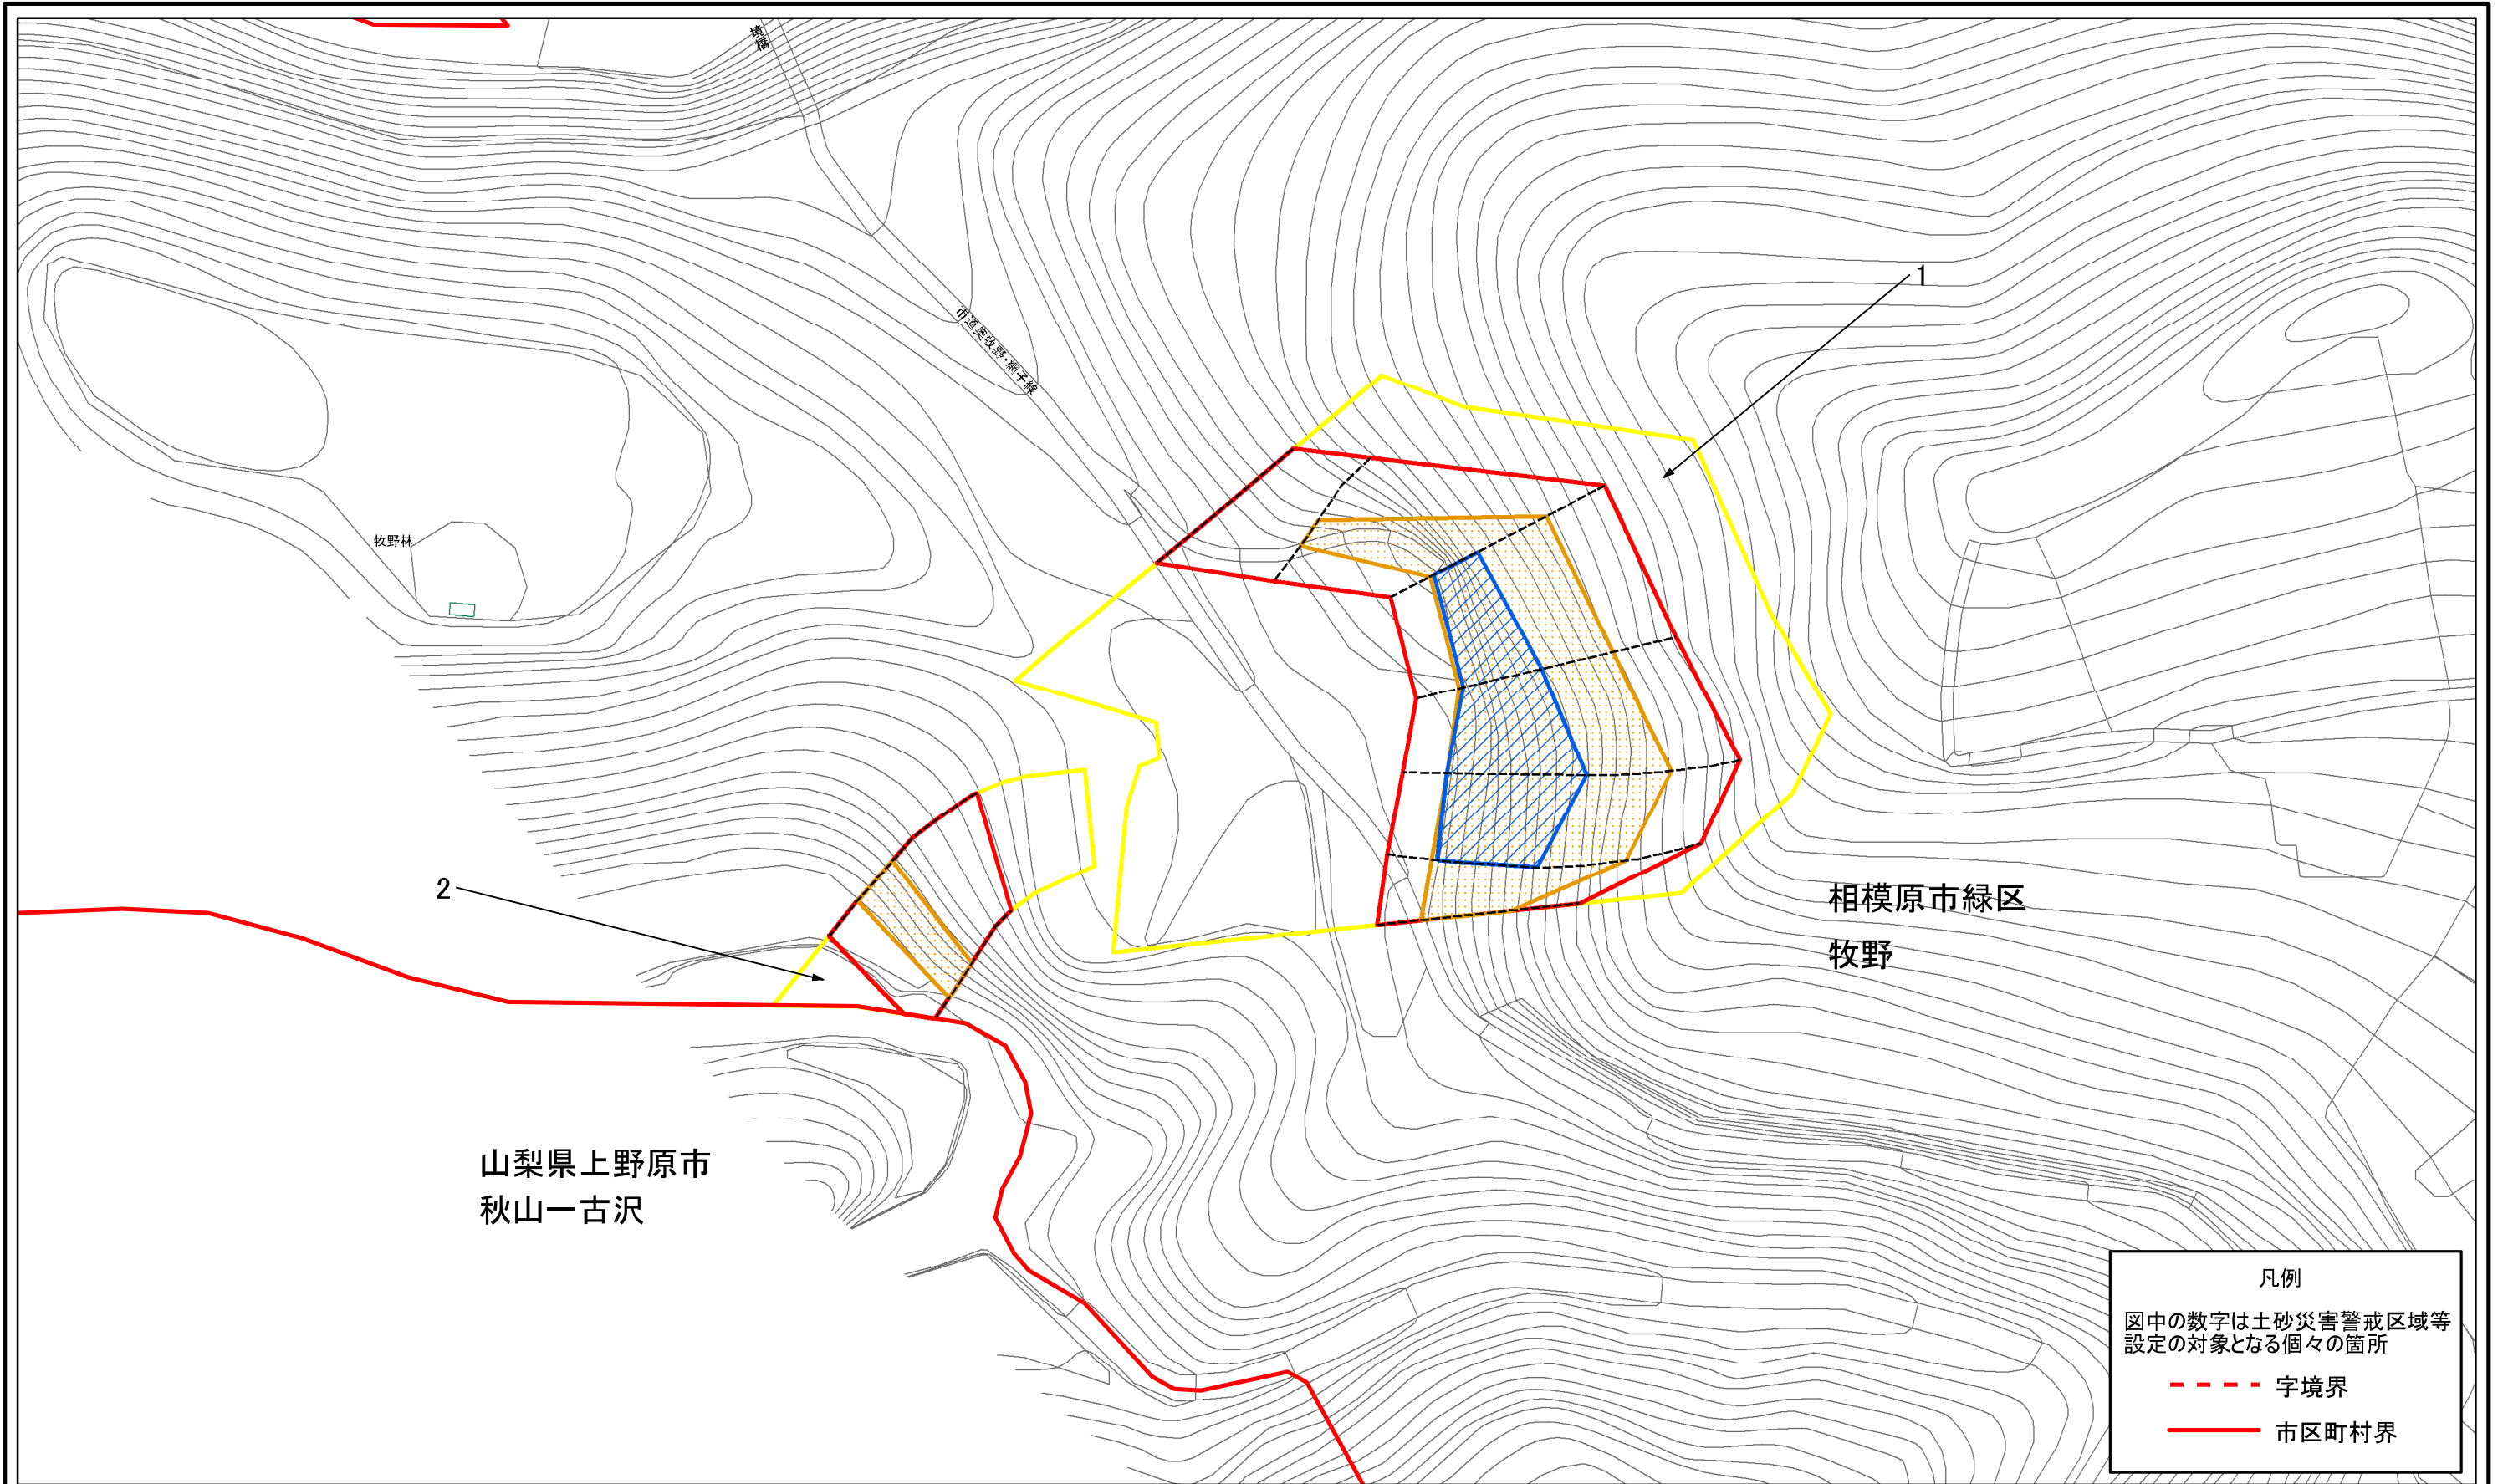 境橋
1
市道奥牧野・網子線
牧野林
2
相模原市緑区
牧野
山梨県上野原市
秋山一古沢
凡例
図中の数字は土砂災害警戒区域等
設定の対象となる個々の箇所
字境界
市区町村界